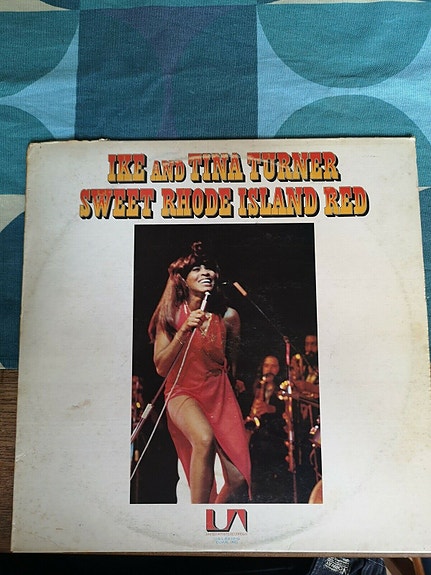 IKE AND TINA TURNER
SWEET RHODE ISLAND RED
UA